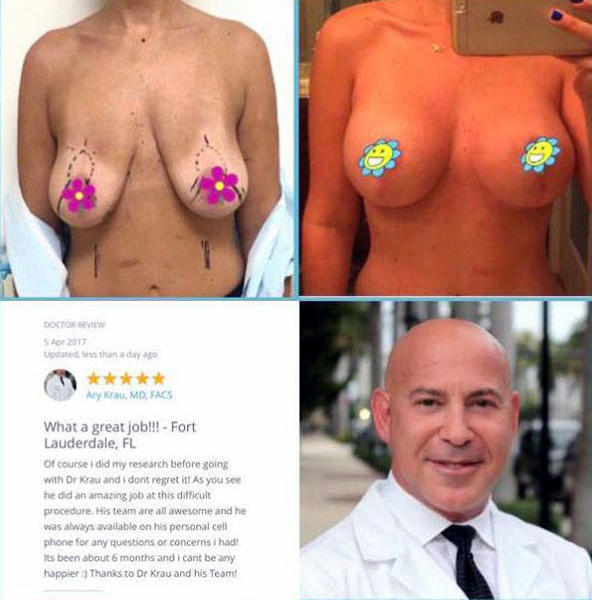 DOCTOR REVIEW
5 Apr 2017
Updated, less than a day ago
Ary Krau, MD, FACS
What a great job!!! - Fort
Lauderdale, FL
Of course i did my research before going
with Dr Krau and i dont regret it! As you see
he did an amazing job at this difficult
procedure. His team are all awesome and he
was always available on his personal cell
phone for any questions or concerns i had!
Its been about 6 months and i cant be any
happier :) Thanks to Dr Krau and his Team!